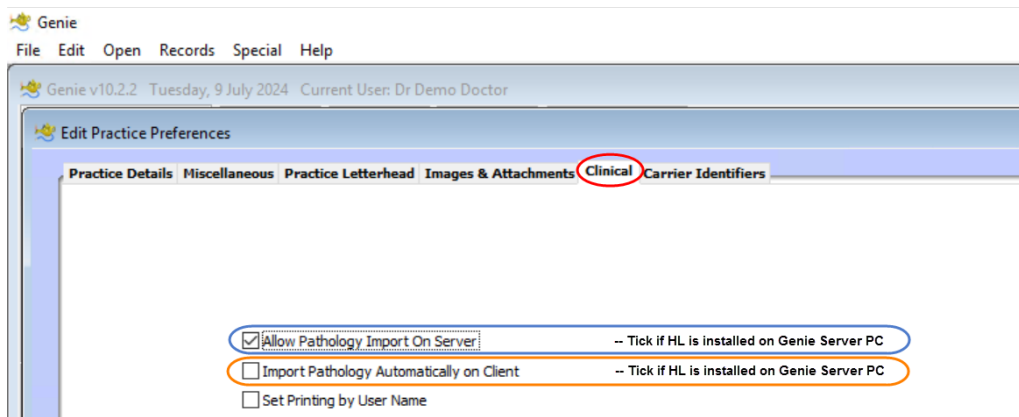 Genie
File Edit Open Records Special Help
Genie v10.2.2 Tuesday, 9 July 2024 Current User: Dr Demo Doctor
Edit Practice Preferences
Practice Details Miscellaneous Practice Letterhead Images & Attachments Clinical Carrier Identifiers
Allow Pathology Import On Server -- Tick if HL is installed on Genie Server PC
Import Pathology Automatically on Client -- Tick if HL is installed on Genie Server PC
Set Printing by User Name